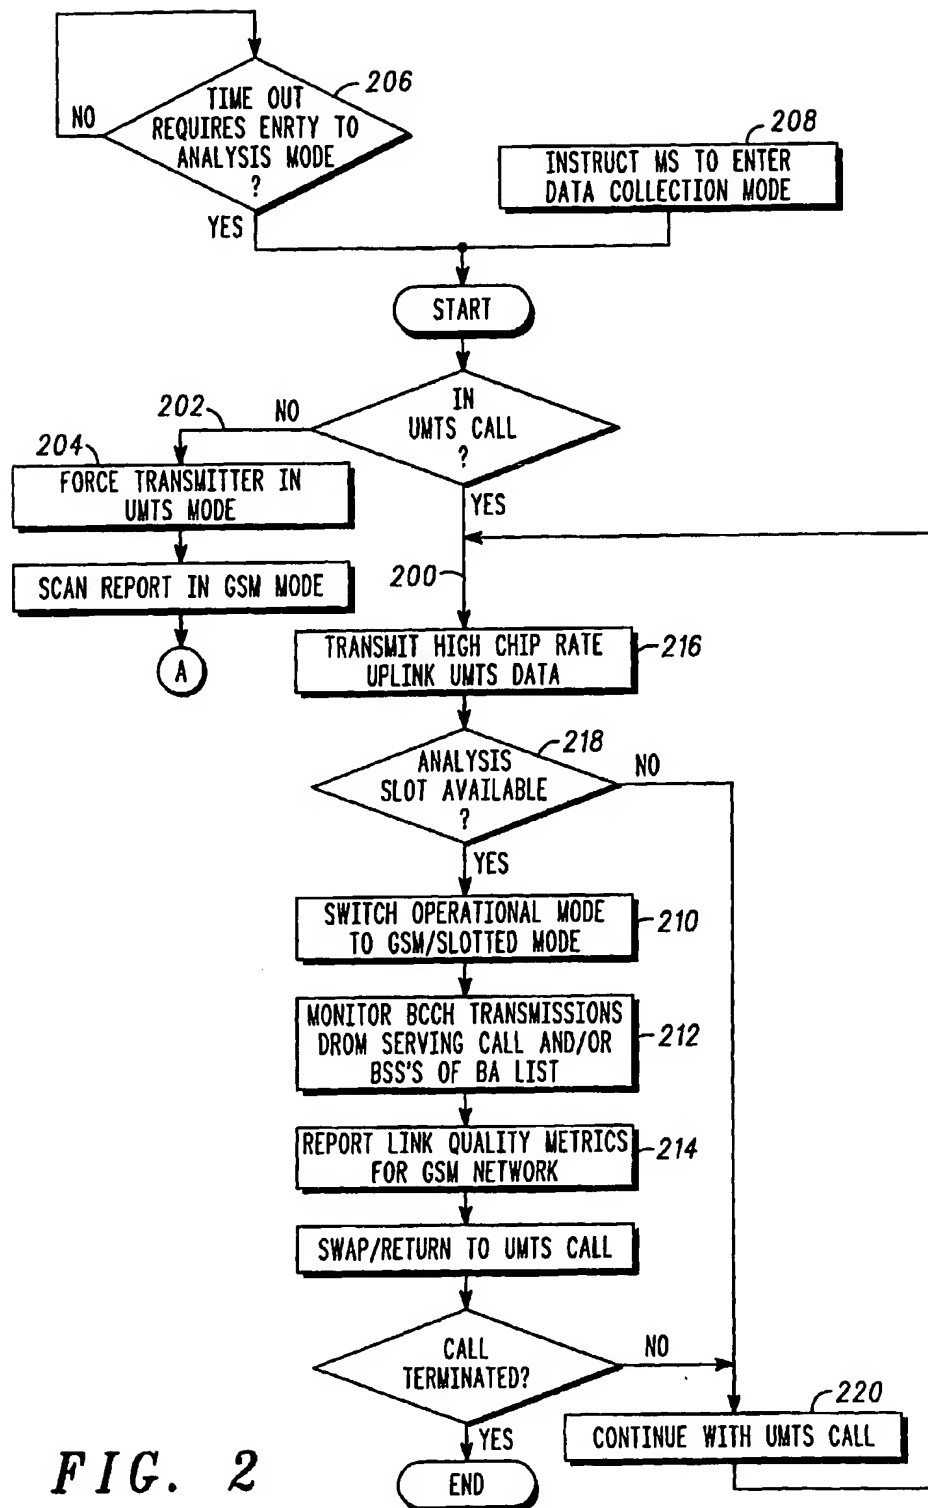 206
TIME OUT
REQUIRES ENRTY TO
ANALYSIS MODE
?
NO
YES
208
INSTRUCT MS TO ENTER
DATA COLLECTION MODE
START
IN
UMTS CALL
?
NO
YES
202
204
FORCE TRANSMITTER IN
UMTS MODE
SCAN REPORT IN GSM MODE
A
200
TRANSMIT HIGH CHIP RATE
UPLINK UMTS DATA
216
ANALYSIS
SLOT AVAILABLE
?
218
NO
YES
SWITCH OPERATIONAL MODE
TO GSM/SLOTTED MODE
210
MONITOR BCCH TRANSMISSIONS
DROM SERVING CALL AND/OR
BSS'S OF BA LIST
212
REPORT LINK QUALITY METRICS
FOR GSM NETWORK
214
SWAP/RETURN TO UMTS CALL
CALL
TERMINATED?
NO
YES
220
CONTINUE WITH UMTS CALL
END
FIG. 2